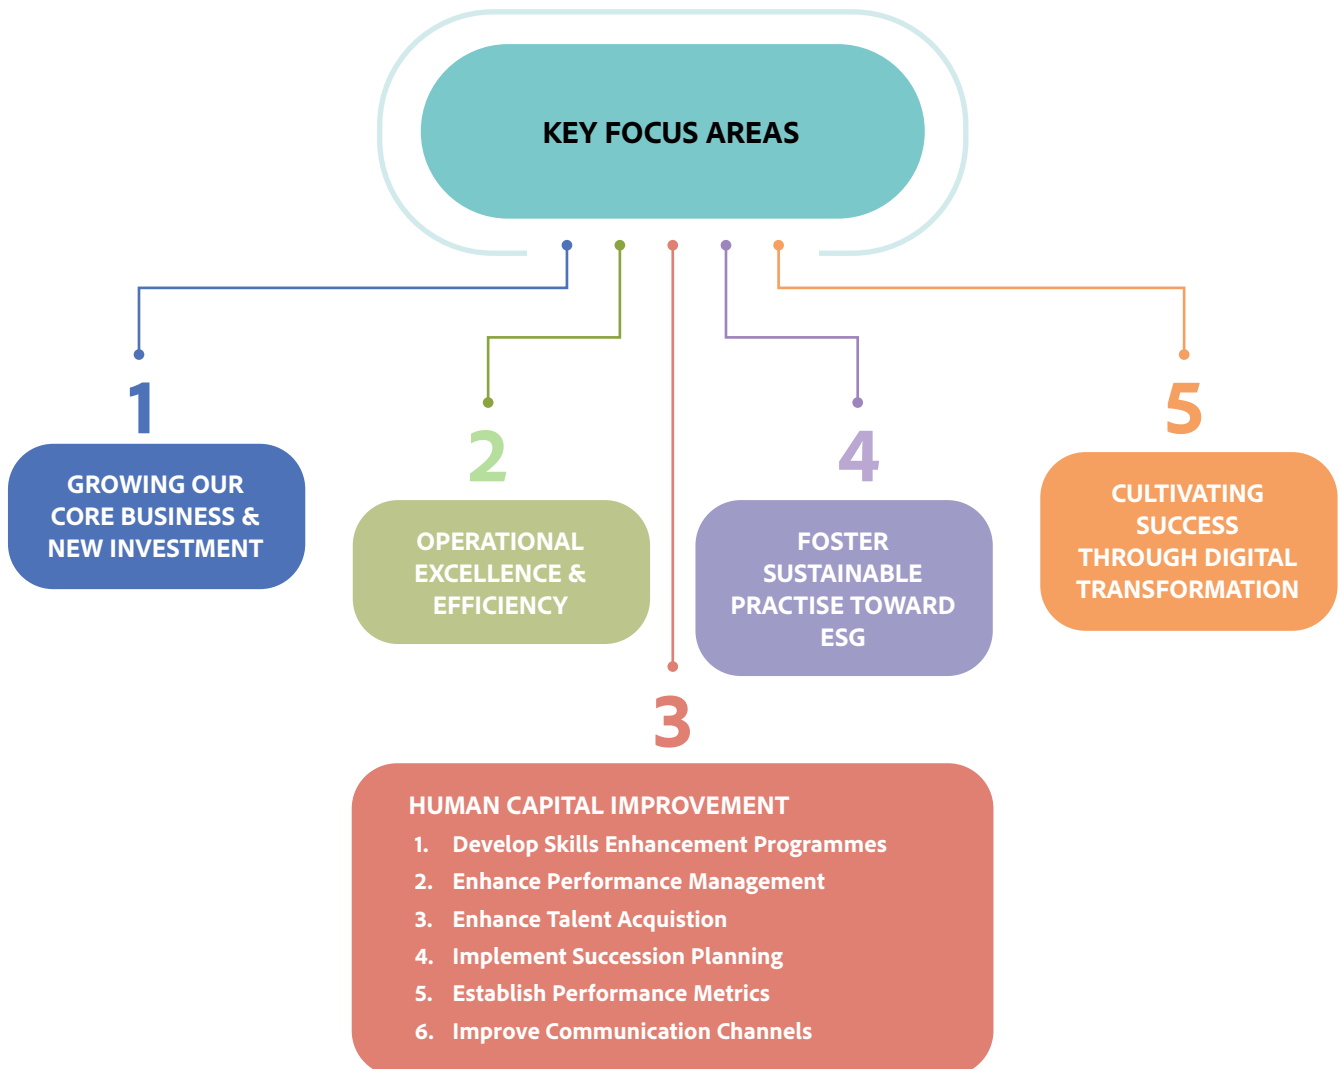 KEY FOCUS AREAS
1
GROWING OUR
CORE BUSINESS &
NEW INVESTMENT
2
OPERATIONAL
EXCELLENCE &
EFFICIENCY
3
HUMAN CAPITAL IMPROVEMENT
1. Develop Skills Enhancement Programmes
2. Enhance Performance Management
3. Enhance Talent Acquistion
4. Implement Succession Planning
5. Establish Performance Metrics
6. Improve Communication Channels
4
FOSTER
SUSTAINABLE
PRACTISE TOWARD
ESG
5
CULTIVATING
SUCCESS
THROUGH DIGITAL
TRANSFORMATION